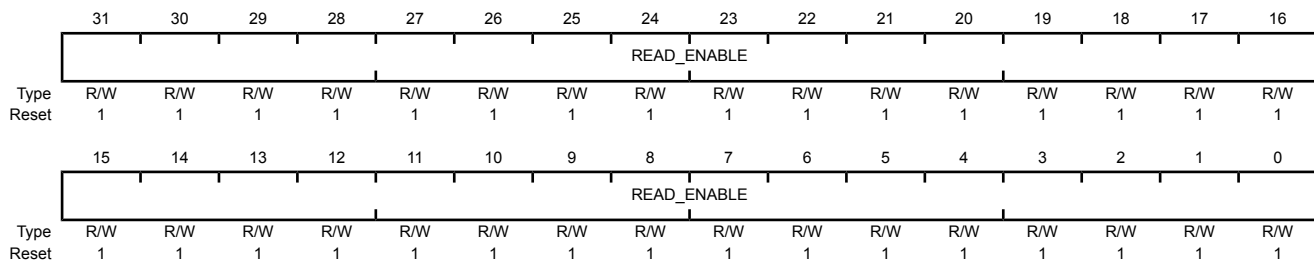 31 30 29 28 27 26 25 24 23 22 21 20 19 18 17 16
READ_ENABLE
Type R/W R/W R/W R/W R/W R/W R/W R/W R/W R/W R/W R/W R/W R/W R/W R/W
Reset 1 1 1 1 1 1 1 1 1 1 1 1 1 1 1 1
15 14 13 12 11 10 9 8 7 6 5 4 3 2 1 0
READ_ENABLE
Type R/W R/W R/W R/W R/W R/W R/W R/W R/W R/W R/W R/W R/W R/W R/W R/W
Reset 1 1 1 1 1 1 1 1 1 1 1 1 1 1 1 1